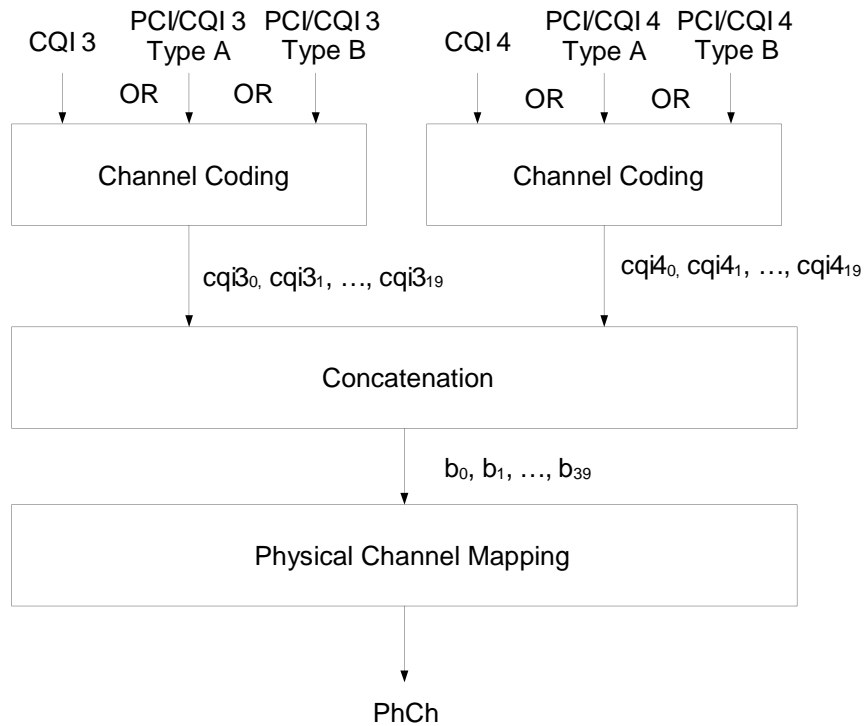 CQI 3
PCI/CQI 3
Type A
PCI/CQI 3
Type B
CQI 4
PCI/CQI 4
Type A
PCI/CQI 4
Type B
OR
OR
OR
OR
Channel Coding
Channel Coding
cqi3₀, cqi3₁, …, cqi3₁₉
cqi4₀, cqi4₁, …, cqi4₁₉
Concatenation
b₀, b₁, …, b₃₉
Physical Channel Mapping
PhCh